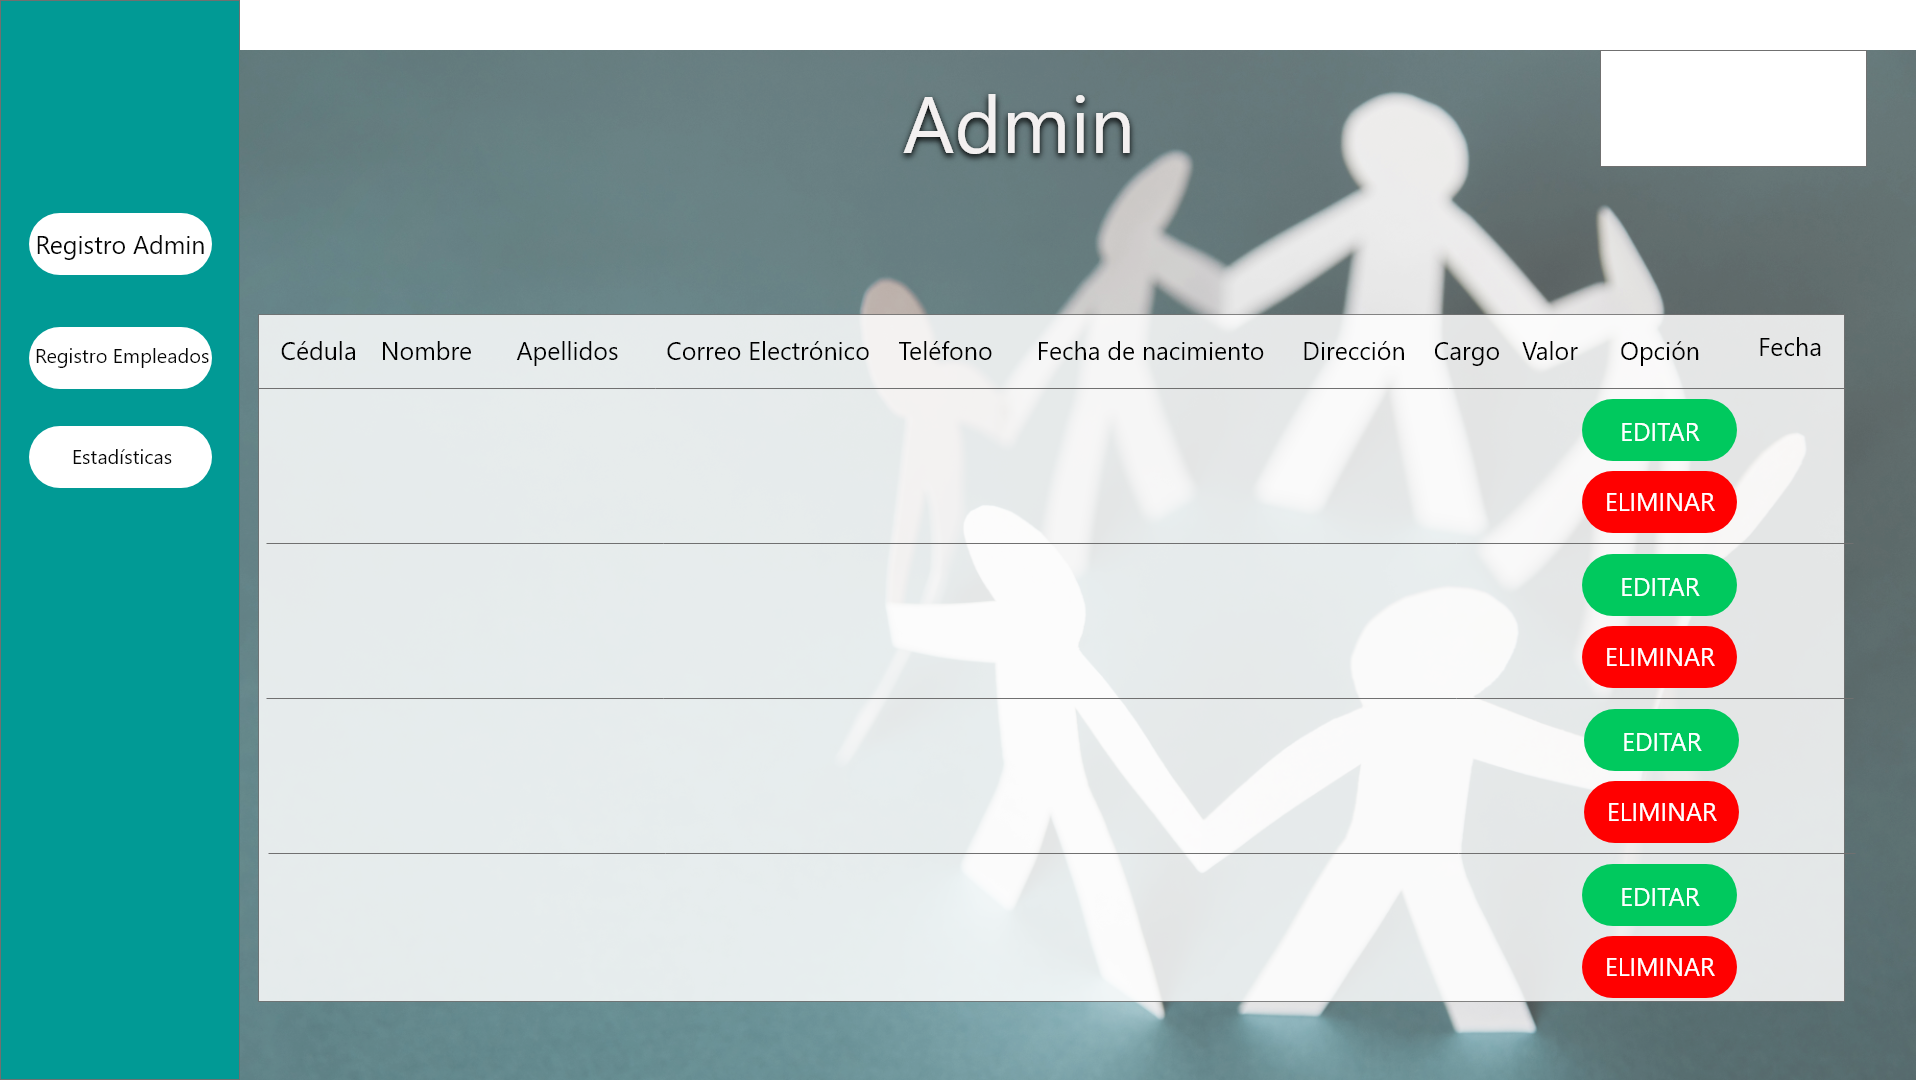 Admin
Registro Admin
Registro Empleados
Estadísticas
Cédula Nombre Apellidos Correo Electrónico Teléfono Fecha de nacimiento Dirección Cargo Valor Opción Fecha
EDITAR
ELIMINAR
EDITAR
ELIMINAR
EDITAR
ELIMINAR
EDITAR
ELIMINAR